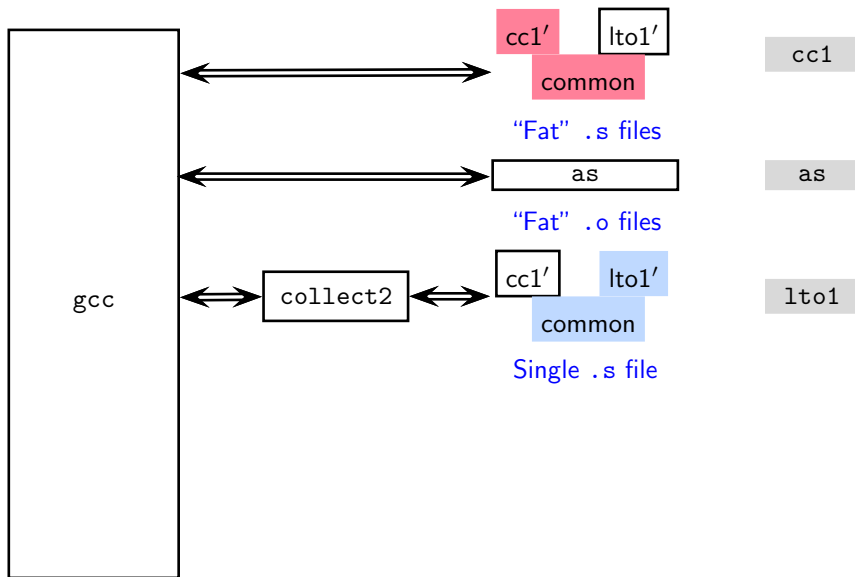 cc1′ lto1′ cc1
common
“Fat” .s files
as as
“Fat” .o files
cc1′ lto1′
gcc collect2 lto1
common
Single .s file